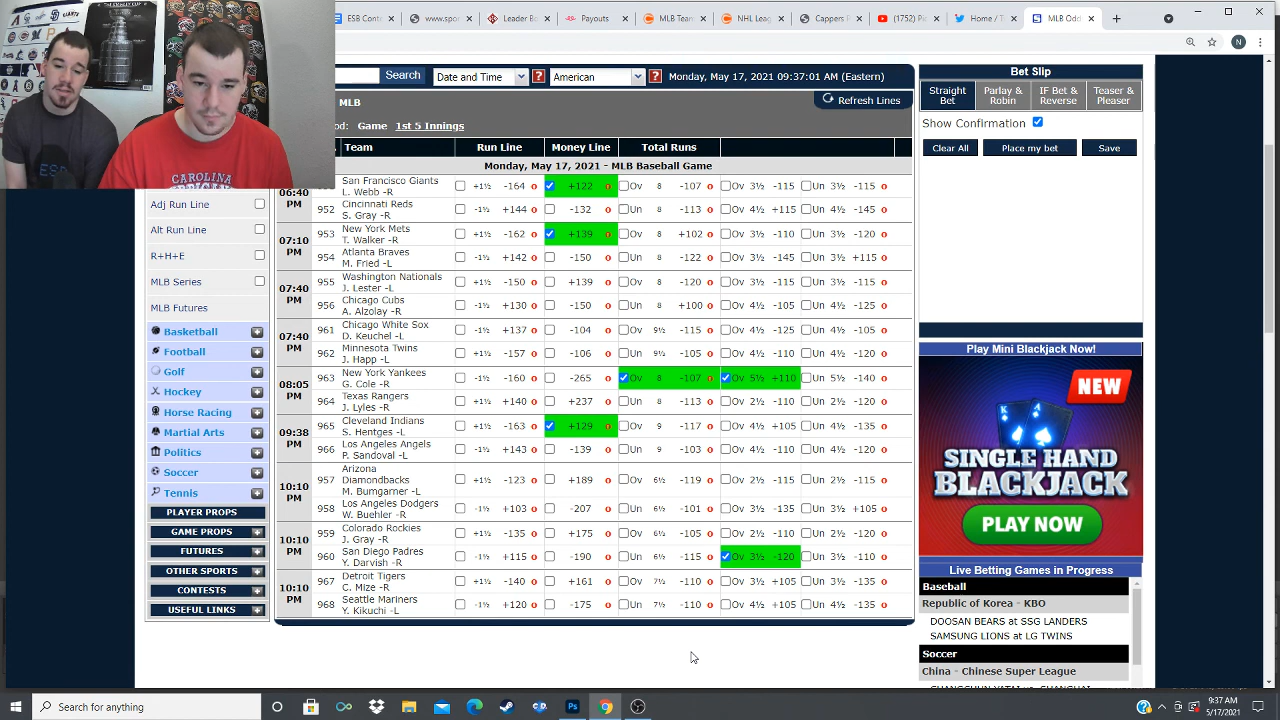 ESB Cont
www.spo
Payouts
MLB Team
NHL Odd
(292) Po
Home /
MLB Odd
N
CAROLINA
Search
Date and Time
?
American
?
Monday, May 17, 2021 09:37:01 AM (Eastern)
MLB
Refresh Lines
Game 1st 5 Innings
Team Run Line Money Line Total Runs
Monday, May 17, 2021 - MLB Baseball Game
06:40 PM
San Francisco Giants
L. Webb -R
+1½ -164 o +122 o Ov 8 -107 o Ov 3½ -115 Un 3½ -115
952 Cincinnati Reds
S. Gray -R
-1½ +144 o -132 o Un 8 -113 o Ov 4½ +115 Un 4½ -145
07:10 PM
953 New York Mets
T. Walker -R
+1½ -162 o +139 o Ov 8 +102 o Ov 3½ -110 Un 3½ -120
954 Atlanta Braves
M. Fried -L
-1½ +142 o -150 o Un 8 -122 o Ov 3½ -145 Un 3½ +115
07:40 PM
955 Washington Nationals
J. Lester -L
+1½ -150 o +139 o Ov 8 -120 o Ov 3½ -115 Un 3½ -115
956 Chicago Cubs
A. Alzolay -R
-1½ +130 o -150 o Un 8 +100 o Ov 4½ -105 Un 4½ -125
07:40 PM
961 Chicago White Sox
D. Keuchel -L
-1½ +137 o -104 o Ov 9½ -115 o Ov 4½ -125 Un 4½ -105
962 Minnesota Twins
J. Happ -L
+1½ -157 o -106 o Un 9½ -105 o Ov 4½ -110 Un 4½ -120
08:05 PM
963 New York Yankees
G. Cole -R
-1½ -160 o -265 o Ov 8 -107 o Ov 5½ +110 Un 5½ -140
964 Texas Rangers
J. Lyles -R
+1½ +140 o +237 o Un 8 -113 o Ov 2½ -110 Un 2½ -120
09:38 PM
965 Cleveland Indians
S. Hentges -L
+1½ -163 o +129 o Ov 9 -117 o Ov 4½ +105 Un 4½ -135
966 Los Angeles Angels
P. Sandoval -L
-1½ +143 o -139 o Un 9 -103 o Ov 4½ -110 Un 4½ -120
10:10 PM
957 Arizona Diamondbacks
M. Bumgarner -L
+1½ -123 o +189 o Ov 6½ -119 o Ov 2½ -115 Un 2½ -115
958 Los Angeles Dodgers
W. Buehler -R
-1½ +103 o -207 o Un 6½ -101 o Ov 3½ -135 Un 3½ +105
10:10 PM
959 Colorado Rockies
J. Gray -R
+1½ Ov 6½ -105 o Ov 2½ -110 Un 2½ -120
960 San Diego Padres
Y. Darvish -R
-1½ +115 o -190 o Un 6½ -115 o Ov 3½ -120 Un 3½ -110
10:10 PM
967 Detroit Tigers
C. Mize -R
+1½ -140 o +161 o Ov 7½ -110 o Ov 3½ +105 Un 3½ -135
968 Seattle Mariners
Y. Kikuchi -L
-1½ +120 o -175 o Un 7½ -110 o Ov 4½ +105 Un 4½ -135
Adj Run Line
Alt Run Line
R+H+E
MLB Series
MLB Futures
Basketball
Football
Golf
Hockey
Horse Racing
Martial Arts
Politics
Soccer
Tennis
PLAYER PROPS
GAME PROPS
FUTURES
OTHER SPORTS
CONTESTS
USEFUL LINKS
Bet Slip
Straight Bet
Parlay & Robin
IF Bet & Reverse
Teaser & Pleaser
Show Confirmation
Clear All
Place my bet
Save
Play Mini Blackjack Now!
NEW
SINGLE HAND
BLACKJACK
PLAY NOW
Live Betting Games in Progress
Baseball
Republic of Korea - KBO
DOOSAN BEARS at SSG LANDERS
SAMSUNG LIONS at LG TWINS
Soccer
China - Chinese Super League
Type here to search
Ps
9:37 AM
5/17/2021